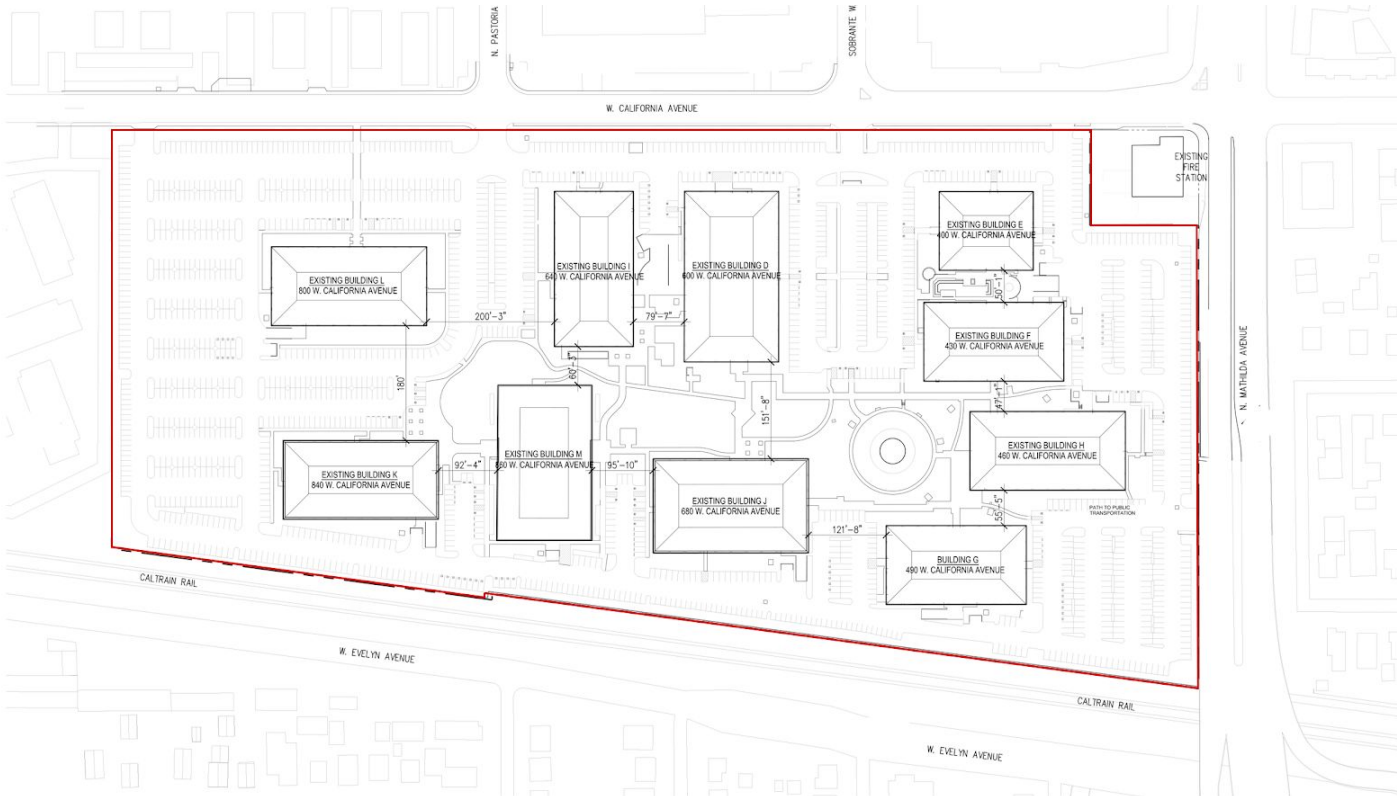 N. PASTORIA
SOBRANTE W.
W. CALIFORNIA AVENUE
EXISTING
FIRE
STATION
EXISTING BUILDING E
400 W. CALIFORNIA AVENUE
EXISTING BUILDING L
800 W. CALIFORNIA AVENUE
EXISTING BUILDING I
640 W. CALIFORNIA AVENUE
EXISTING BUILDING D
600 W. CALIFORNIA AVENUE
50'-1"
200'-3"
79'-7"
EXISTING BUILDING F
430 W. CALIFORNIA AVENUE
N. MATHILDA AVENUE
60'-3"
180'
47'-1"
151'-8"
EXISTING BUILDING H
460 W. CALIFORNIA AVENUE
EXISTING BUILDING M
W. CALIFORNIA AVENUE
92'-4"
95'-10"
EXISTING BUILDING K
840 W. CALIFORNIA AVENUE
EXISTING BUILDING J
680 W. CALIFORNIA AVENUE
PATH TO PUBLIC
TRANSPORTATION
55'-5"
121'-8"
BUILDING G
490 W. CALIFORNIA AVENUE
CALTRAIN RAIL
W. EVELYN AVENUE
CALTRAIN RAIL
W. EVELYN AVENUE